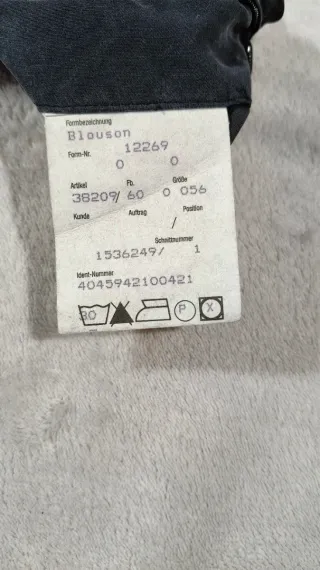 Formbezeichnung
Blouson
Form-Nr. 12269
0 0
Artikel Fb. Größe
38209/ 60 0 056
Kunde Auftrag Position
/
Schnittnummer
1536249/ 1
Ident-Nummer
4045942100421
30 P X